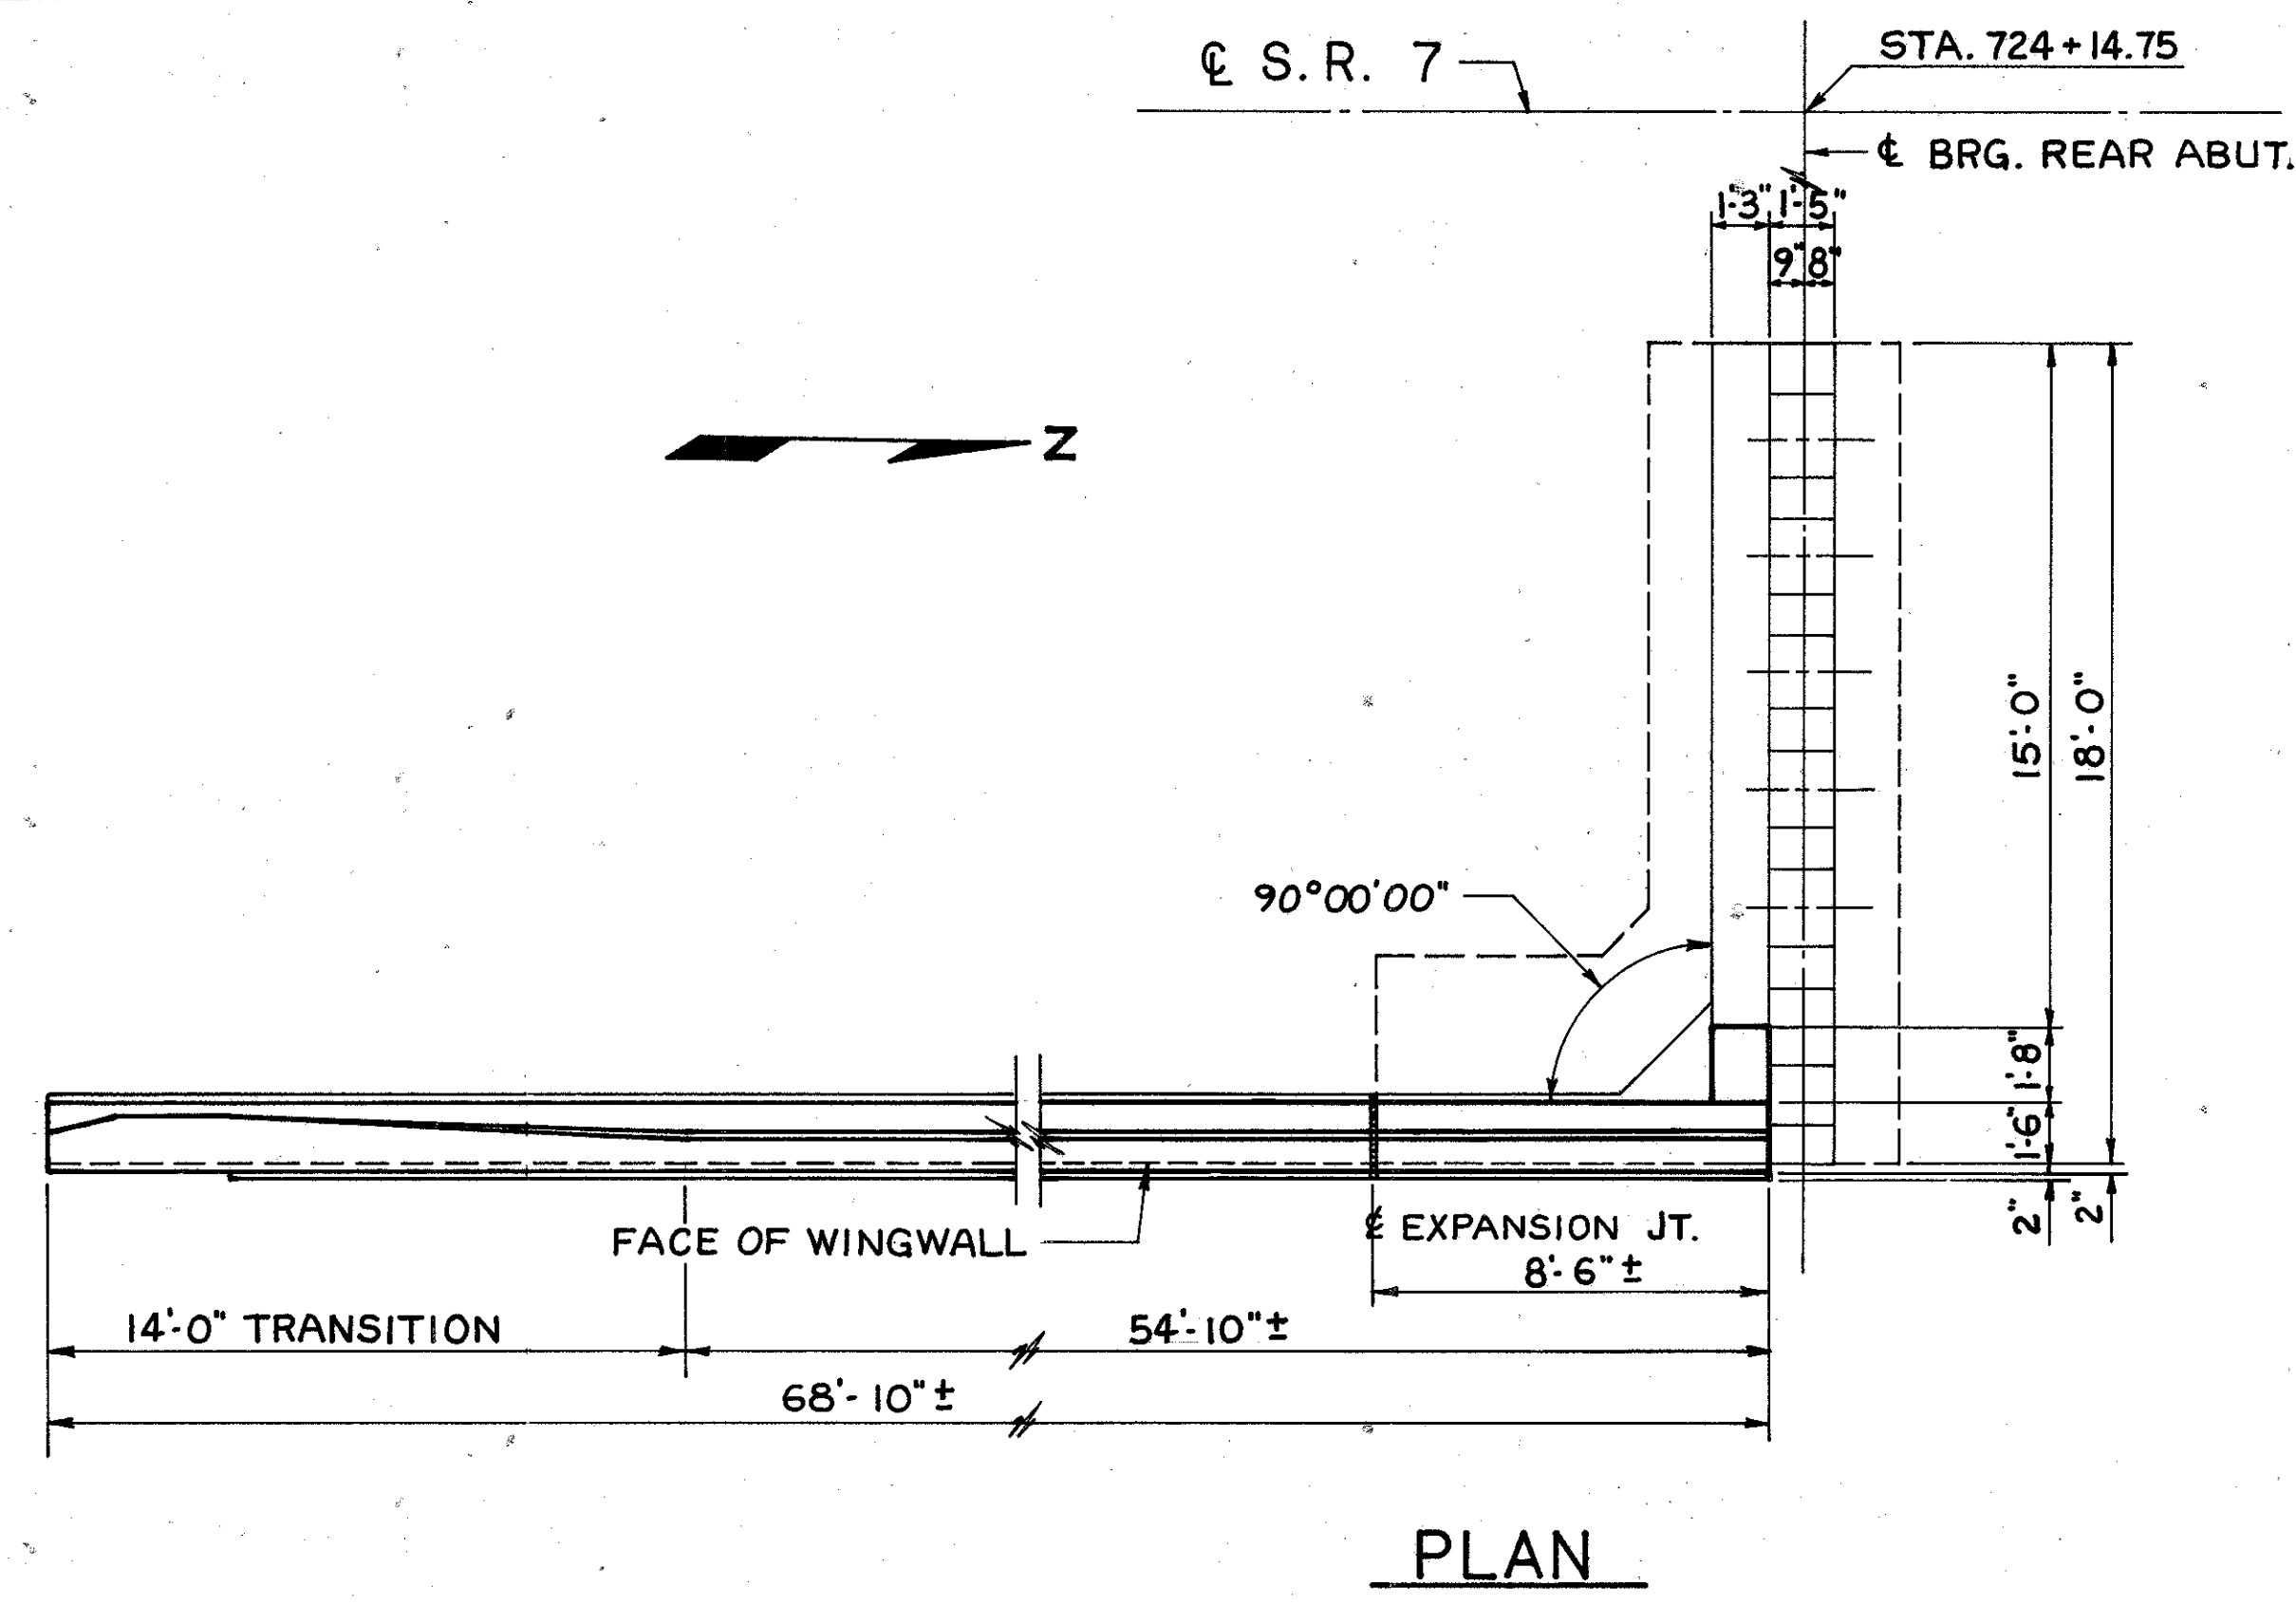 ℄ S. R. 7
STA. 724+14.75
℄ BRG. REAR ABUT.
1'-3" 1'-5"
9" 8"
N
15'-0"
18'-0"
90°00'00"
1'-8"
1'-6"
2"
2"
FACE OF WINGWALL
℄ EXPANSION JT.
8'-6"±
14'-0" TRANSITION
54'-10"±
68'-10"±
PLAN